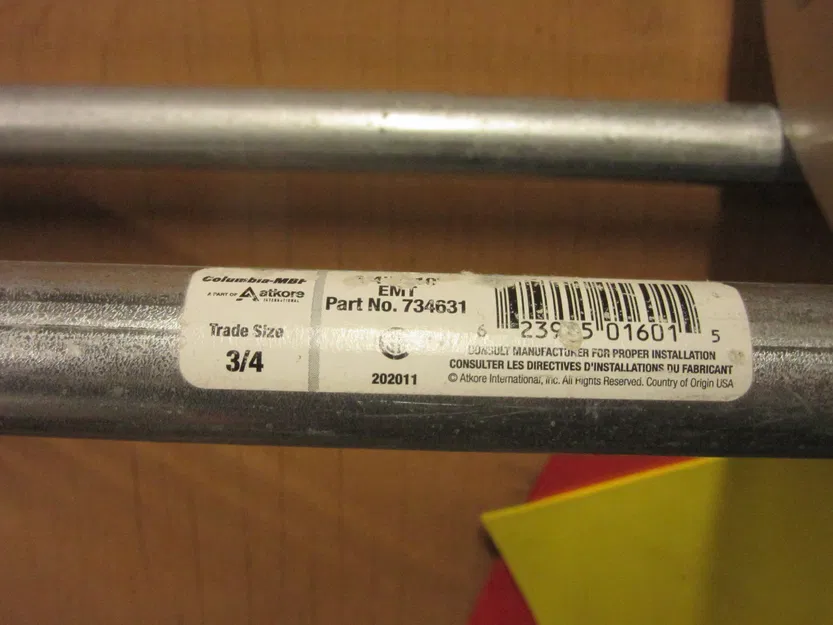 Columbia-MBF
A PART OF atkore
INTERNATIONAL
Trade Size
3/4
EMT
Part No. 734631
202011
6 239 5 01601 5
CONSULT MANUFACTURER FOR PROPER INSTALLATION
CONSULTER LES DIRECTIVES D'INSTALLATIONS DU FABRICANT
© Atkore International, Inc. All Rights Reserved. Country of Origin USA